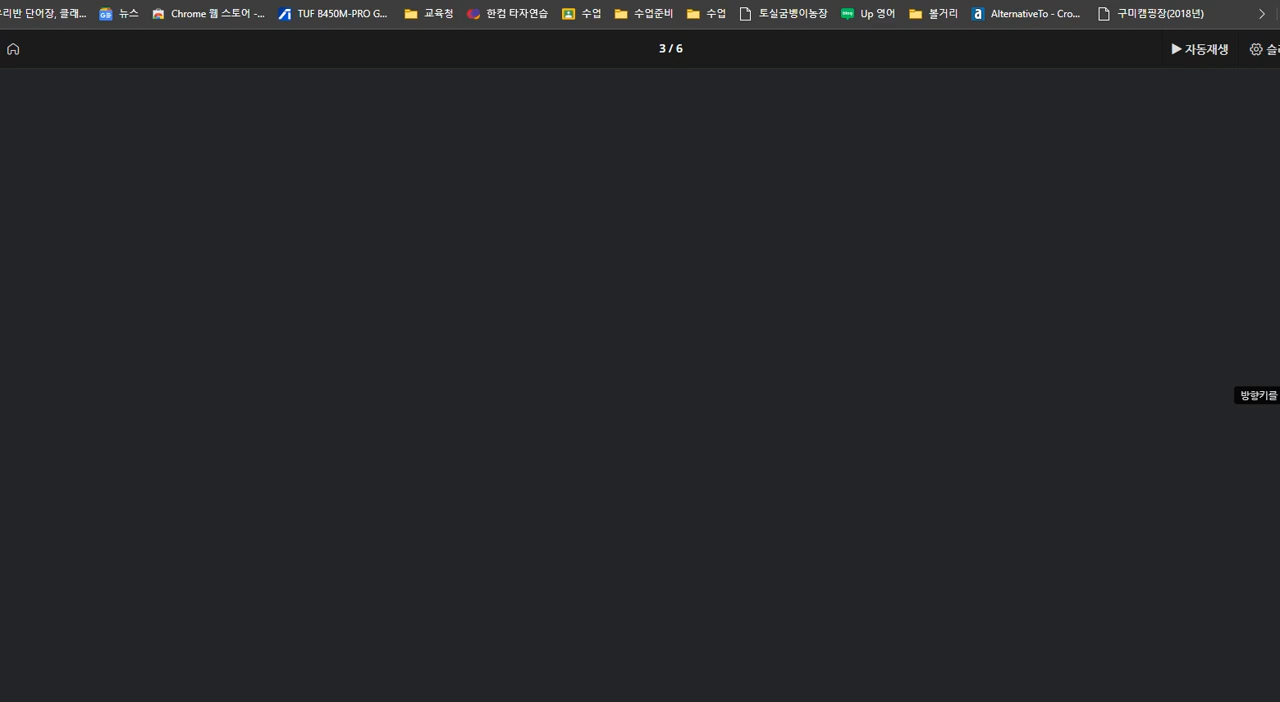 우리반 단어장, 클래... 뉴스 Chrome 웹 스토어 -... TUF B450M-PRO G... 교육청 한컴 타자연습 수업 수업준비 수업 토실굼벵이농장 Up 영어 볼거리 AlternativeTo - Cro... 구미캠핑장(2018년)
3 / 6 자동재생
방향키를